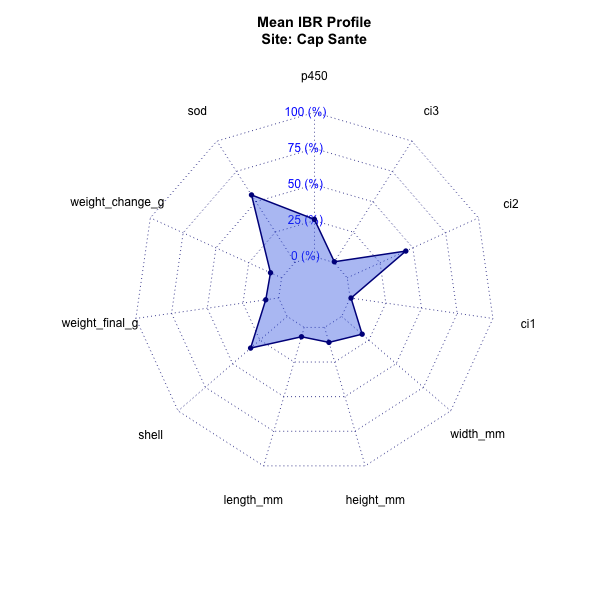 Mean IBR Profile
Site: Cap Sante
p450
sod
ci3
100 (%)
75 (%)
weight_change_g
ci2
50 (%)
25 (%)
0 (%)
weight_final_g
ci1
shell
width_mm
length_mm
height_mm